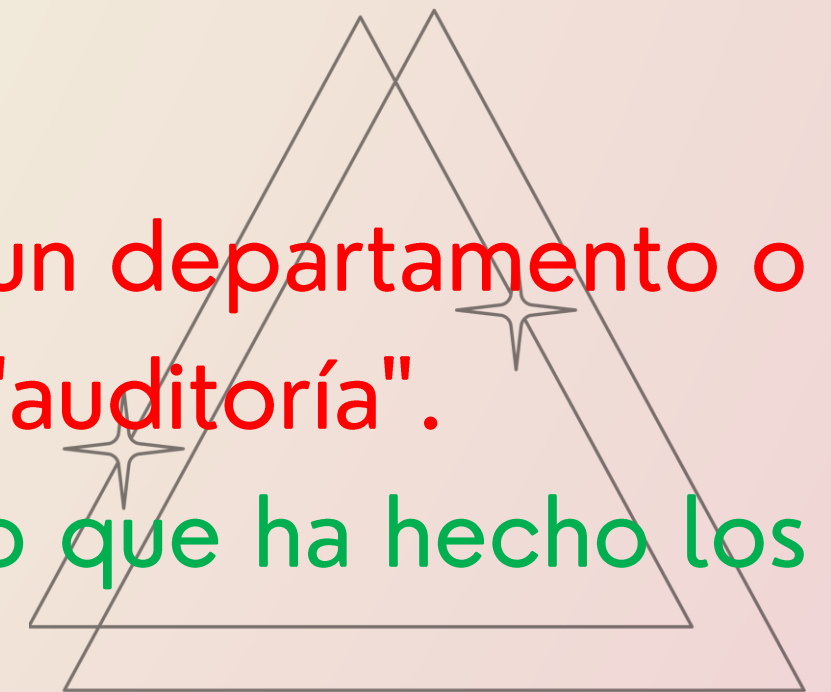 un departamento o
"auditoría".
o que ha hecho los